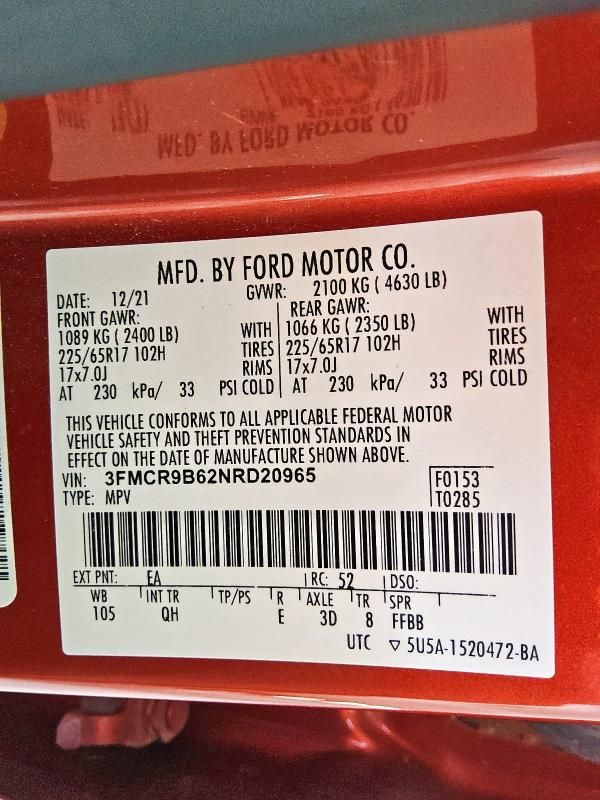 MFD. BY FORD MOTOR CO.
MFD. BY FORD MOTOR CO.
DATE: 12/21 GVWR: 2100 KG ( 4630 LB)
FRONT GAWR: REAR GAWR:
1089 KG ( 2400 LB) WITH 1066 KG ( 2350 LB) WITH
225/65R17 102H TIRES 225/65R17 102H TIRES
17x7.0J RIMS 17x7.0J RIMS
AT 230 kPa/ 33 PSI COLD AT 230 kPa/ 33 PSI COLD
THIS VEHICLE CONFORMS TO ALL APPLICABLE FEDERAL MOTOR
VEHICLE SAFETY AND THEFT PREVENTION STANDARDS IN
EFFECT ON THE DATE OF MANUFACTURE SHOWN ABOVE.
VIN: 3FMCR9B62NRD20965 F0153
TYPE: MPV T0285
EXT PNT: EA RC: 52 DSO:
WB INT TR TP/PS R AXLE TR SPR
105 QH E 3D 8 FFBB
UTC ▽ 5U5A-1520472-BA